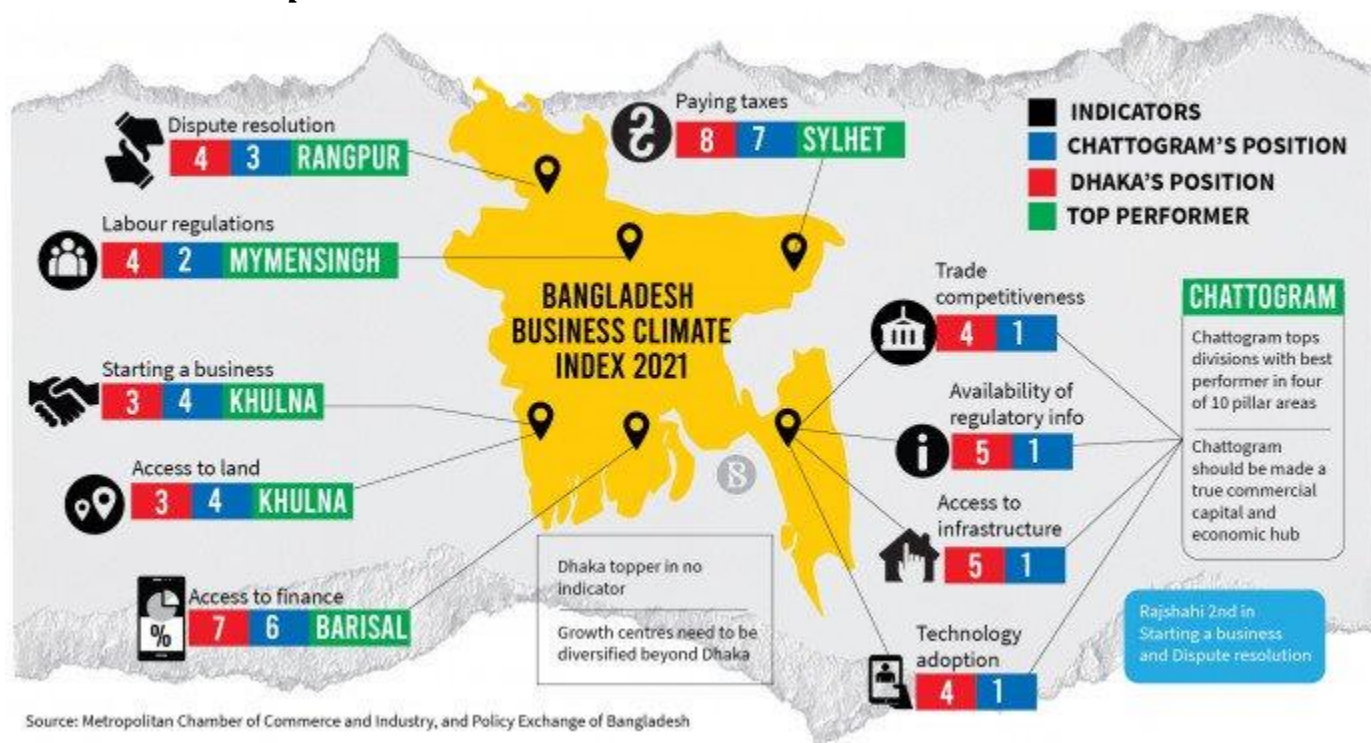 Dispute resolution
4 3 RANGPUR
Paying taxes
8 7 SYLHET
INDICATORS
CHATTOGRAM'S POSITION
DHAKA'S POSITION
TOP PERFORMER
Labour regulations
4 2 MYMENSINGH
BANGLADESH
BUSINESS CLIMATE
INDEX 2021
Starting a business
3 4 KHULNA
Access to land
3 4 KHULNA
%
Access to finance
7 6 BARISAL
Trade
competitiveness
4 1
Availability of
regulatory info
i
5 1
Access to
infrastructure
5 1
Technology
adoption
4 1
CHATTOGRAM
Chattogram tops
divisions with best
performer in four
of 10 pillar areas
Chattogram
should be made a
true commercial
capital and
economic hub
Dhaka topper in no
indicator
Growth centres need to be
diversified beyond Dhaka
Rajshahi 2nd in
Starting a business
and Dispute resolution
Source: Metropolitan Chamber of Commerce and Industry, and Policy Exchange of Bangladesh